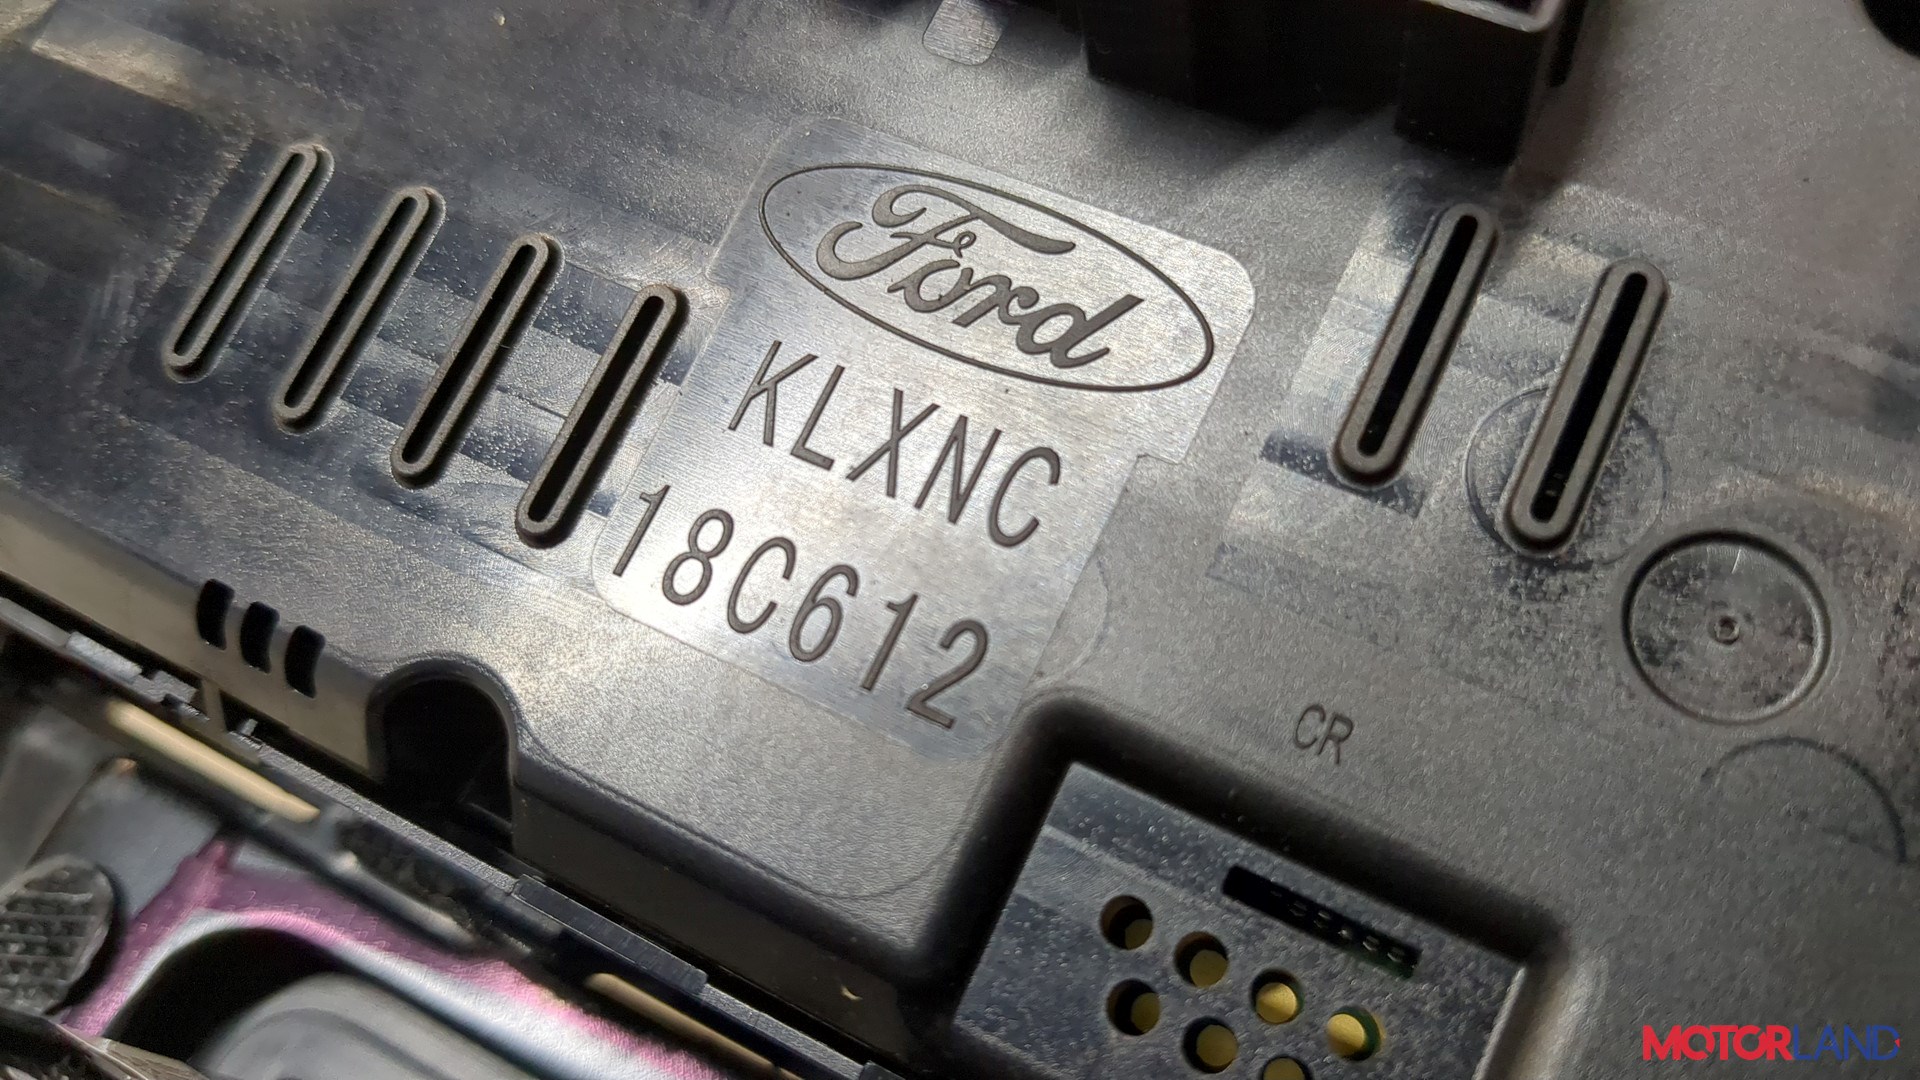 Ford
KLXNC
18C612
CR
MOTORLAND